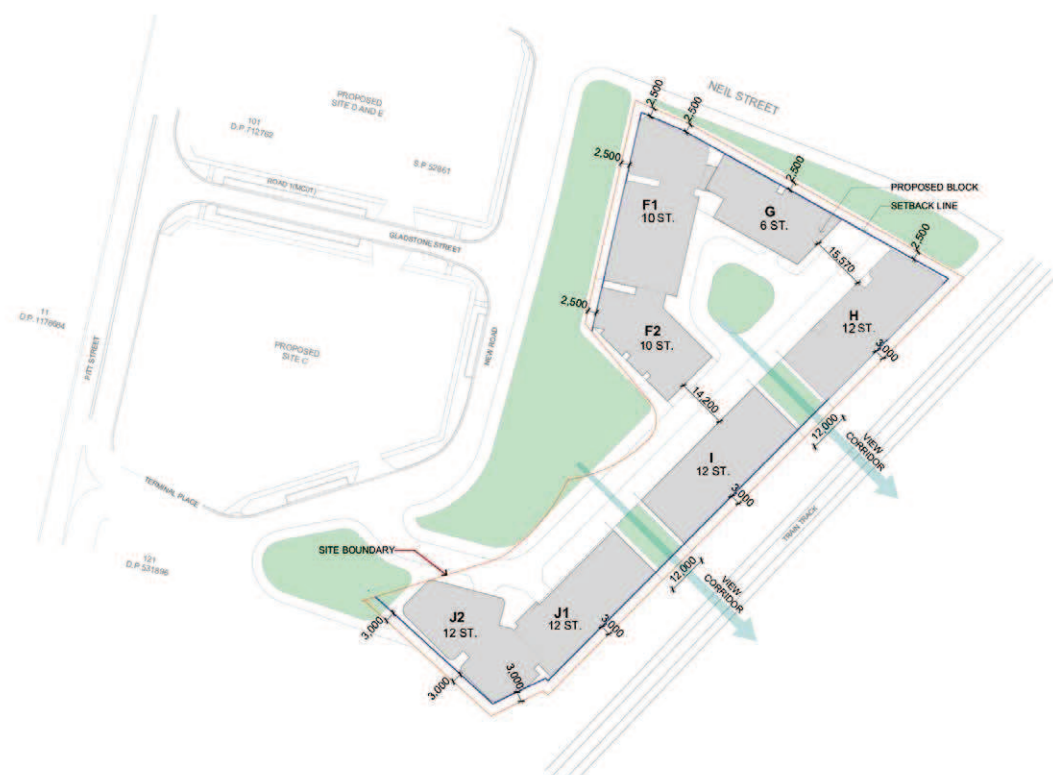 NEIL STREET
2,500
2,500
PROPOSED
SITE D AND E
101
D.P.712782
S.P.52861
2,500
2,500
PROPOSED BLOCK
SETBACK LINE
F1
10 ST.
G
6 ST.
GLADSTONE STREET
2,500
15,570
11
D.P.1178984
2,500
H
12 ST.
F2
10 ST.
PROPOSED
SITE C
NEW ROAD
PITT STREET
3,000
14,200
12,000
VIEW
CORRIDOR
I
12 ST.
TERMINAL PLACE
3,000
TRAIN TRACK
SITE BOUNDARY
121
D.P.531896
12,000
VIEW
CORRIDOR
J2
12 ST.
J1
12 ST.
3,000
3,000
3,000
3,000